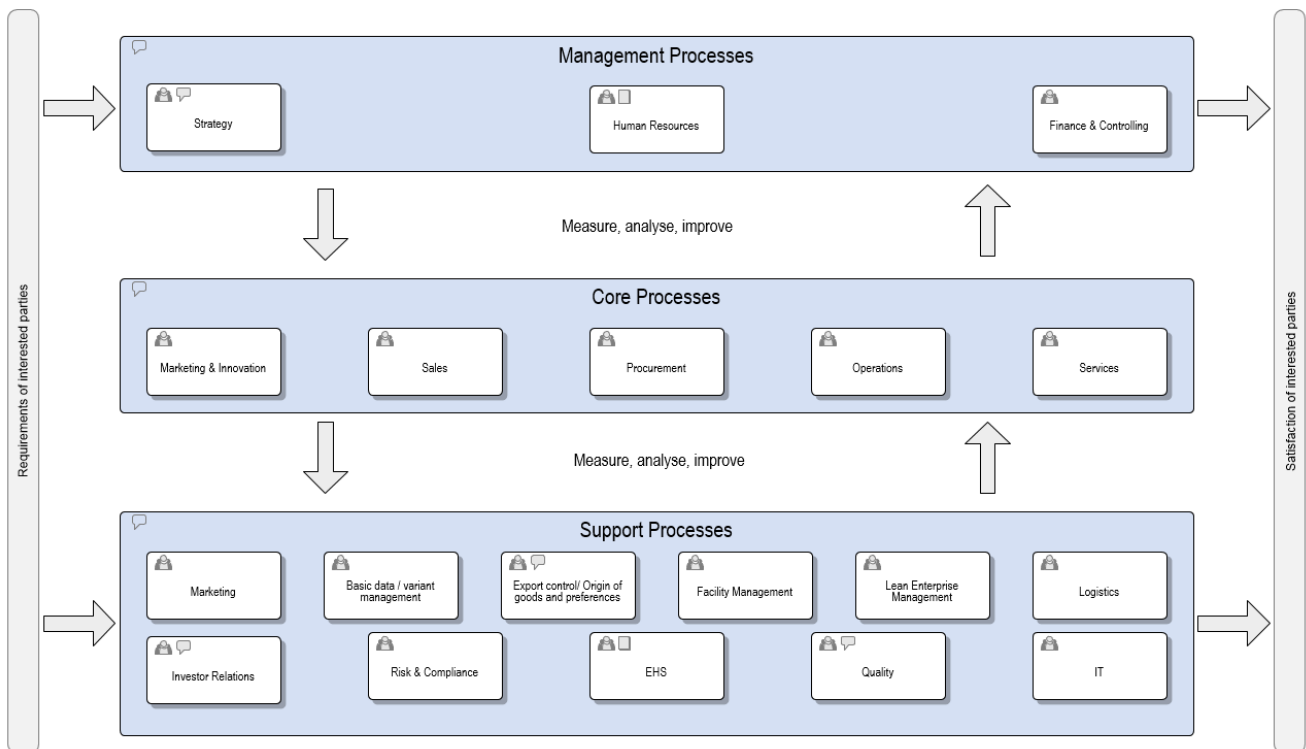 Requirements of interested parties
Management Processes
Strategy
Human Resources
Finance & Controlling
Measure, analyse, improve
Core Processes
Marketing & Innovation
Sales
Procurement
Operations
Services
Measure, analyse, improve
Support Processes
Marketing
Basic data / variant
management
Export control/ Origin of
goods and preferences
Facility Management
Lean Enterprise
Management
Logistics
Investor Relations
Risk & Compliance
EHS
Quality
IT
Satisfaction of interested parties